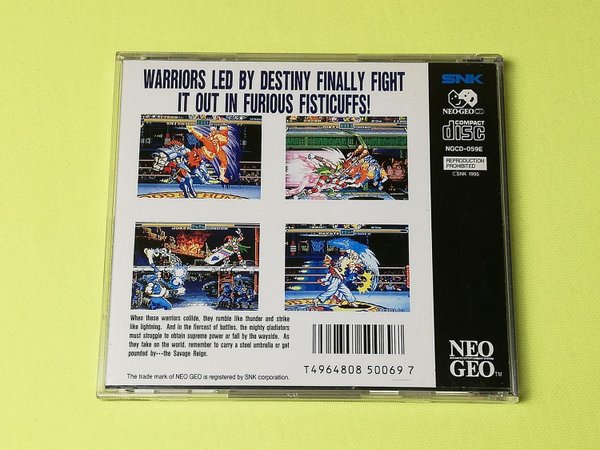 WARRIORS LED BY DESTINY FINALLY FIGHT
IT OUT IN FURIOUS FISTICUFFS!
When these warriors collide, they rumble like thunder and strike
like lightning. And in the fiercest of battles, the mighty gladiators
must struggle to obtain supreme power or fall by the wayside. As
they take on the world, remember to carry a steel umbrella or get
pounded by---the Savage Reign.
The trade mark of NEO GEO is registered by SNK corporation.
T4964808 50069 7
SNK
NEO·GEO CD
COMPACT
disc
NGCD-059E
REPRODUCTION
PROHIBITED
©SNK 1995
NEO
GEO
TM